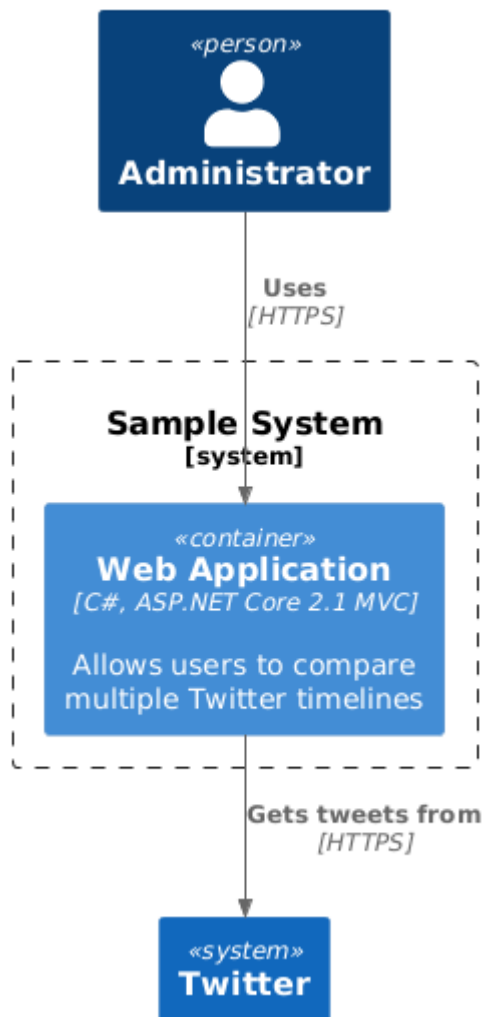 «person»
Administrator
Uses
[HTTPS]
Sample System
[system]
«container»
Web Application
[C#, ASP.NET Core 2.1 MVC]
Allows users to compare
multiple Twitter timelines
Gets tweets from
[HTTPS]
«system»
Twitter